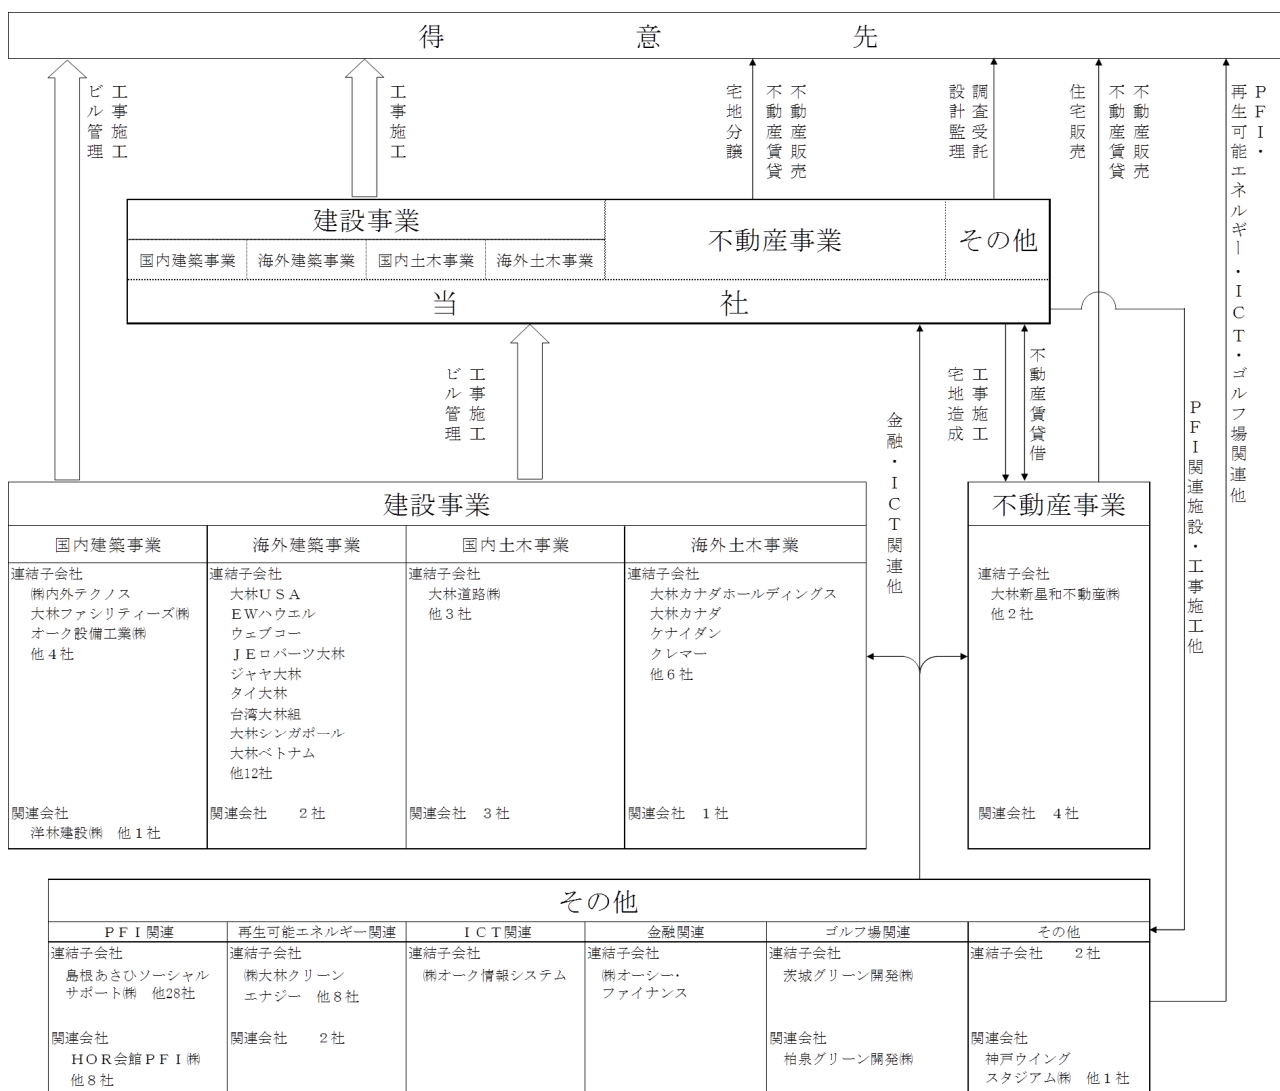 得意先
工事施工
ビル管理
工事施工
不動産販売
不動産賃貸
宅地分譲
調査受託
設計監理
不動産販売
不動産賃貸
住宅販売
PFI・
再生可能エネルギー・ICT・ゴルフ場関連他
建設事業
国内建築事業
海外建築事業
国内土木事業
海外土木事業
不動産事業
その他
当社
工事施工
ビル管理
金融・ICT関連他
工事施工
宅地造成
不動産賃貸借
PFI関連施設・工事施工他
建設事業
国内建築事業
連結子会社
㈱内外テクノス
大林ファシリティーズ㈱
オーク設備工業㈱
他4社
関連会社
洋林建設㈱ 他1社
海外建築事業
連結子会社
大林USA
EWハウエル
ウェブコー
JEロバーツ大林
ジャヤ大林
タイ大林
台湾大林組
大林シンガポール
大林ベトナム
他12社
関連会社 2社
国内土木事業
連結子会社
大林道路㈱
他3社
関連会社 3社
海外土木事業
連結子会社
大林カナダホールディングス
大林カナダ
ケナイダン
クレマー
他6社
関連会社 1社
不動産事業
連結子会社
大林新星和不動産㈱
他2社
関連会社 4社
その他
PFI関連
連結子会社
島根あさひソーシャル
サポート㈱ 他28社
関連会社
HOR会館PFI㈱
他8社
再生可能エネルギー関連
連結子会社
㈱大林クリーン
エナジー 他8社
関連会社 2社
ICT関連
連結子会社
㈱オーク情報システム
金融関連
連結子会社
㈱オーシー・
ファイナンス
ゴルフ場関連
連結子会社
茨城グリーン開発㈱
関連会社
柏泉グリーン開発㈱
その他
連結子会社 2社
関連会社
神戸ウイング
スタジアム㈱ 他1社